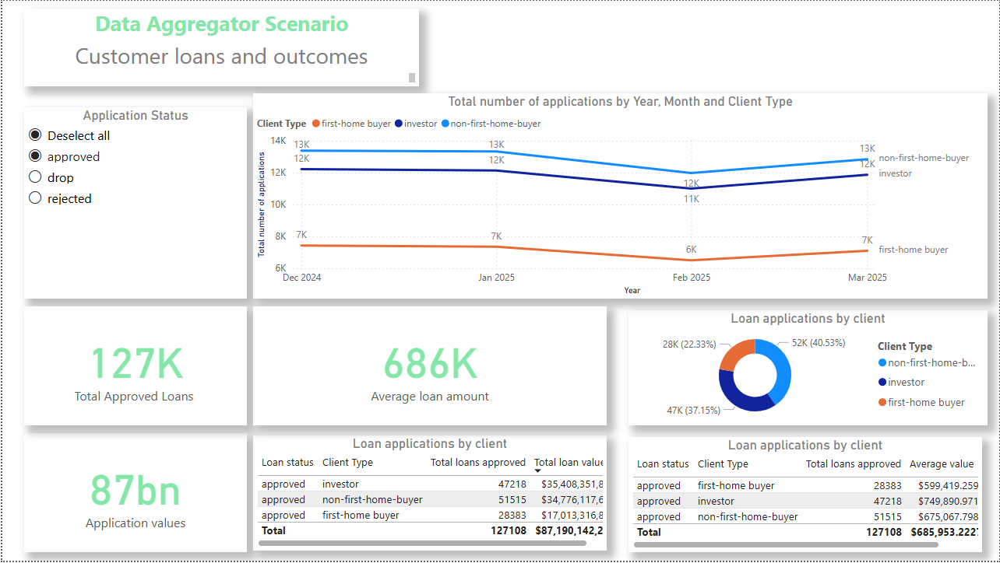 Data Aggregator Scenario
Customer loans and outcomes
Application Status
Deselect all
approved
drop
rejected
Total number of applications by Year, Month and Client Type
Client Type first-home buyer investor non-first-home-buyer
Total number of applications
14K
12K
10K
8K
6K
13K
13K
13K
12K
12K
12K
12K
11K
7K
7K
6K
7K
non-first-home-buyer
investor
first-home buyer
Dec 2024 Jan 2025 Feb 2025 Mar 2025
Year
127K
Total Approved Loans
686K
Average loan amount
Loan applications by client
28K (22.33%)
52K (40.53%)
47K (37.15%)
Client Type
non-first-home-b...
investor
first-home buyer
87bn
Application values
Loan applications by client
Loan status Client Type Total loans approved Total loan value
approved investor 47218 $35,408,351,8
approved non-first-home-buyer 51515 $34,776,117,6
approved first-home buyer 28383 $17,013,316,8
Total 127108 $87,190,142,2
Loan applications by client
Loan status Client Type Total loans approved Average value
approved first-home buyer 28383 $599,419.259
approved investor 47218 $749,890.971
approved non-first-home-buyer 51515 $675,067.798
Total 127108 $685,953.222